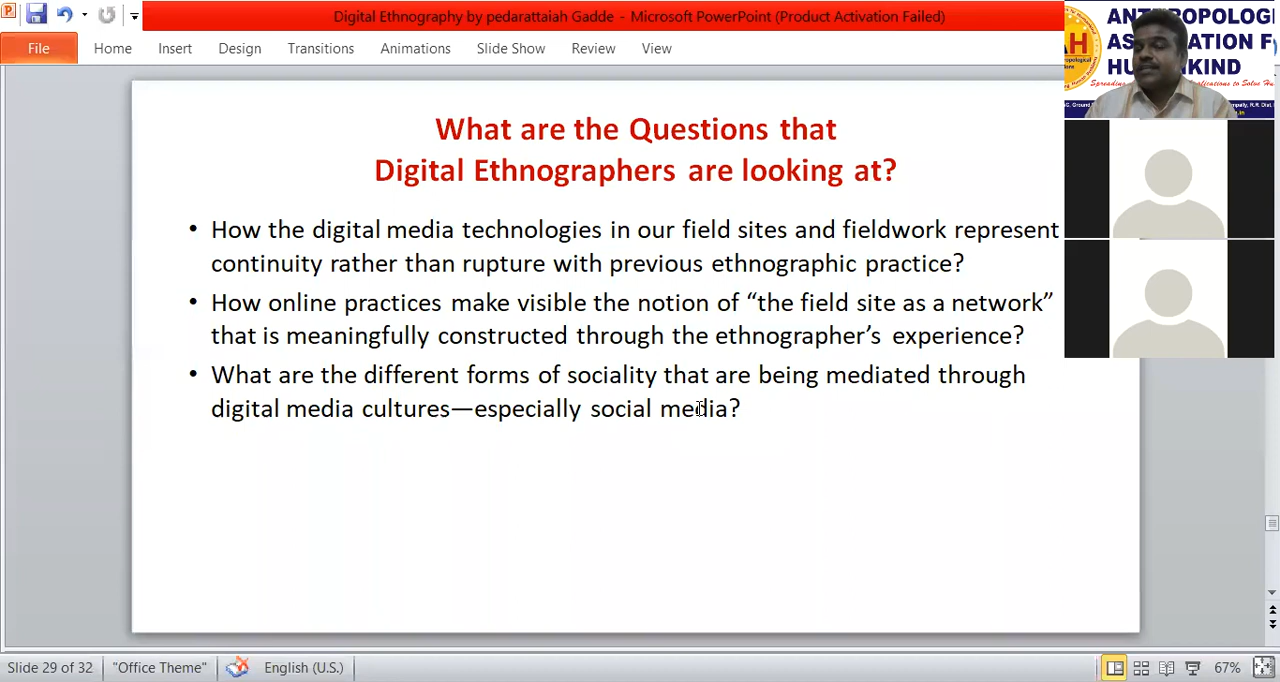 Digital Ethnography by pedarattaiah Gadde - Microsoft PowerPoint (Product Activation Failed)
File Home Insert Design Transitions Animations Slide Show Review View
What are the Questions that
Digital Ethnographers are looking at?
• How the digital media technologies in our field sites and fieldwork represent
continuity rather than rupture with previous ethnographic practice?
• How online practices make visible the notion of “the field site as a network”
that is meaningfully constructed through the ethnographer’s experience?
• What are the different forms of sociality that are being mediated through
digital media cultures—especially social media?
Slide 29 of 32 "Office Theme" English (U.S.) 67%